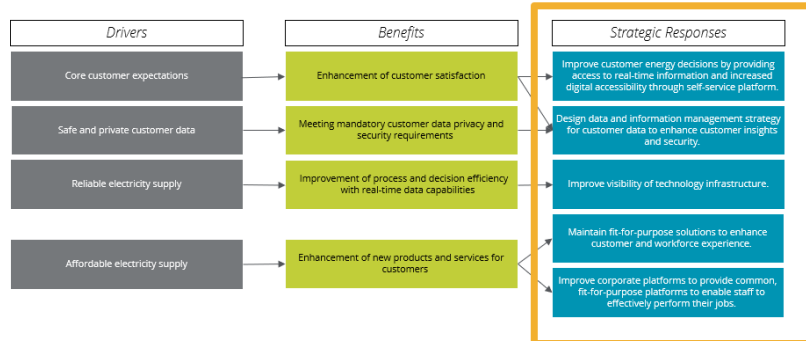 Drivers
Benefits
Strategic Responses
Core customer expectations
Enhancement of customer satisfaction
Improve customer energy decisions by providing
access to real-time information and increased
digital accessibility through self-service platform.
Safe and private customer data
Meeting mandatory customer data privacy and
security requirements
Design data and information management strategy
for customer data to enhance customer insights
and security.
Reliable electricity supply
Improvement of process and decision efficiency
with real-time data capabilities
Improve visibility of technology infrastructure.
Affordable electricity supply
Enhancement of new products and services for
customers
Maintain fit-for-purpose solutions to enhance
customer and workforce experience.
Improve corporate platforms to provide common,
fit-for-purpose platforms to enable staff to
effectively perform their jobs.